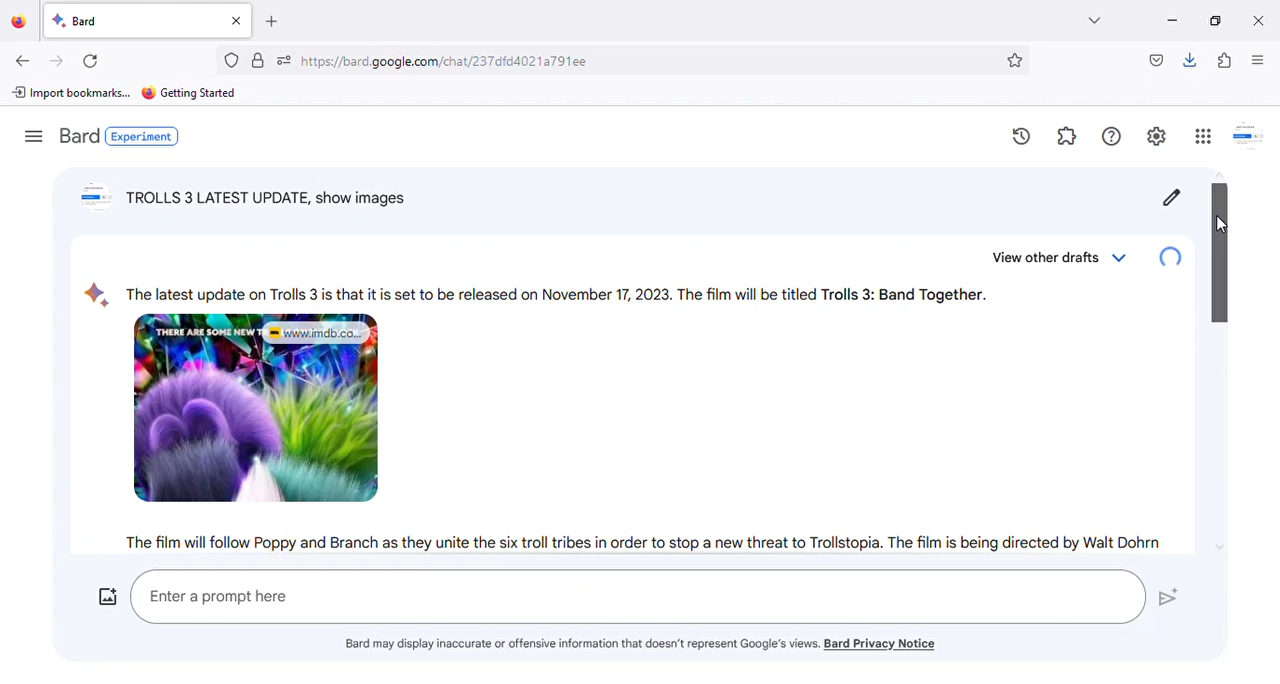 Bard
https://bard.google.com/chat/237dfd4021a791ee
Import bookmarks...
Getting Started
Bard Experiment
TROLLS 3 LATEST UPDATE, show images
View other drafts
The latest update on Trolls 3 is that it is set to be released on November 17, 2023. The film will be titled Trolls 3: Band Together.
THERE ARE SOME NEW
www.imdb.co...
The film will follow Poppy and Branch as they unite the six troll tribes in order to stop a new threat to Trollstopia. The film is being directed by Walt Dohrn
Enter a prompt here
Bard may display inaccurate or offensive information that doesn't represent Google's views. Bard Privacy Notice